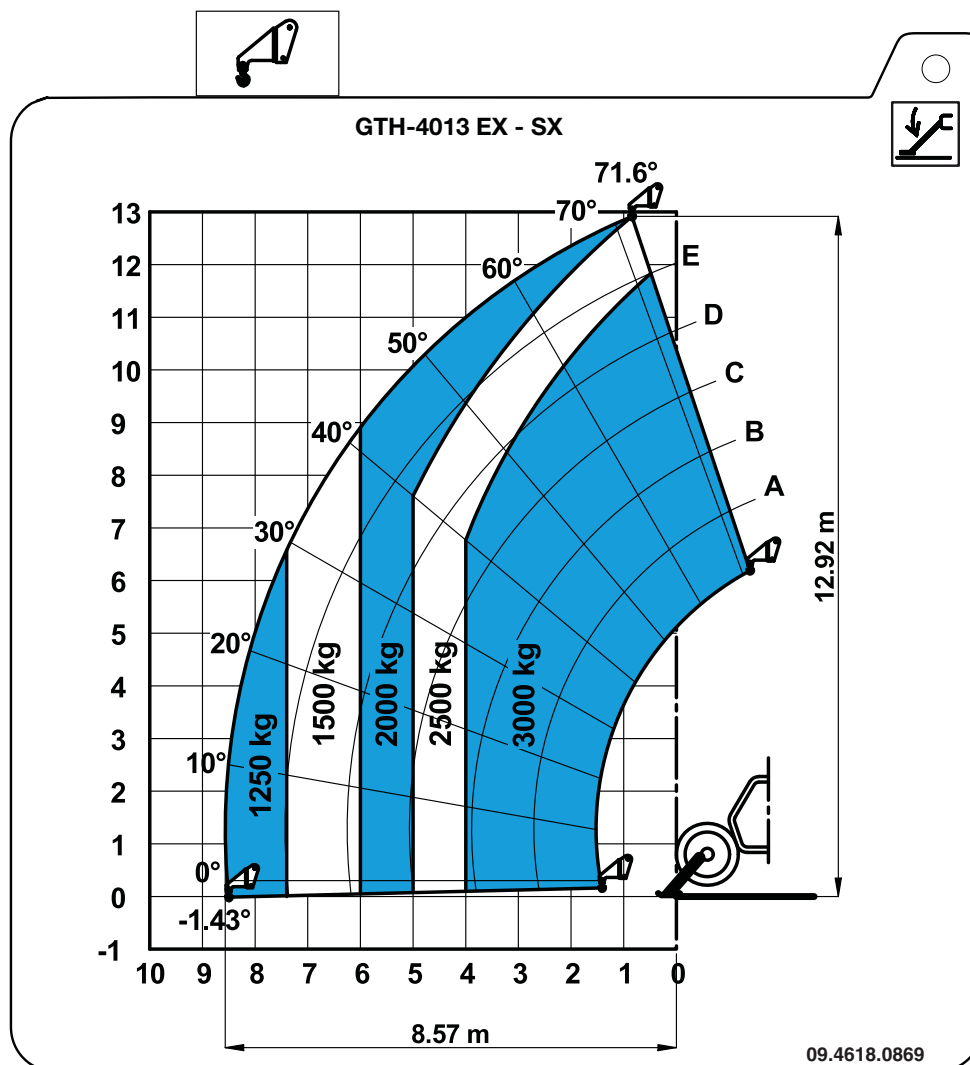 GTH-4013 EX - SX
71.6°
70°
60°
50°
40°
30°
20°
10°
0°
-1.43°
E
D
C
B
A
13
12
11
10
9
8
7
6
5
4
3
2
1
0
-1
10 9 8 7 6 5 4 3 2 1 0
1250 kg
1500 kg
2000 kg
2500 kg
3000 kg
12.92 m
8.57 m
09.4618.0869